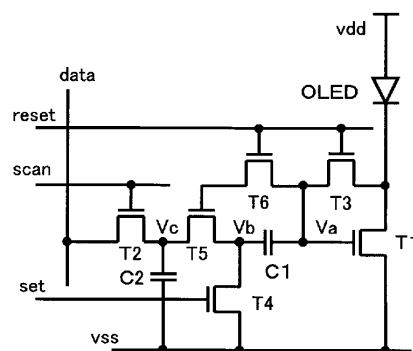 vdd
data
OLED
reset
scan
T6
T3
T2
Vc
T5
Vb
Va
C1
C2
T4
set
vss